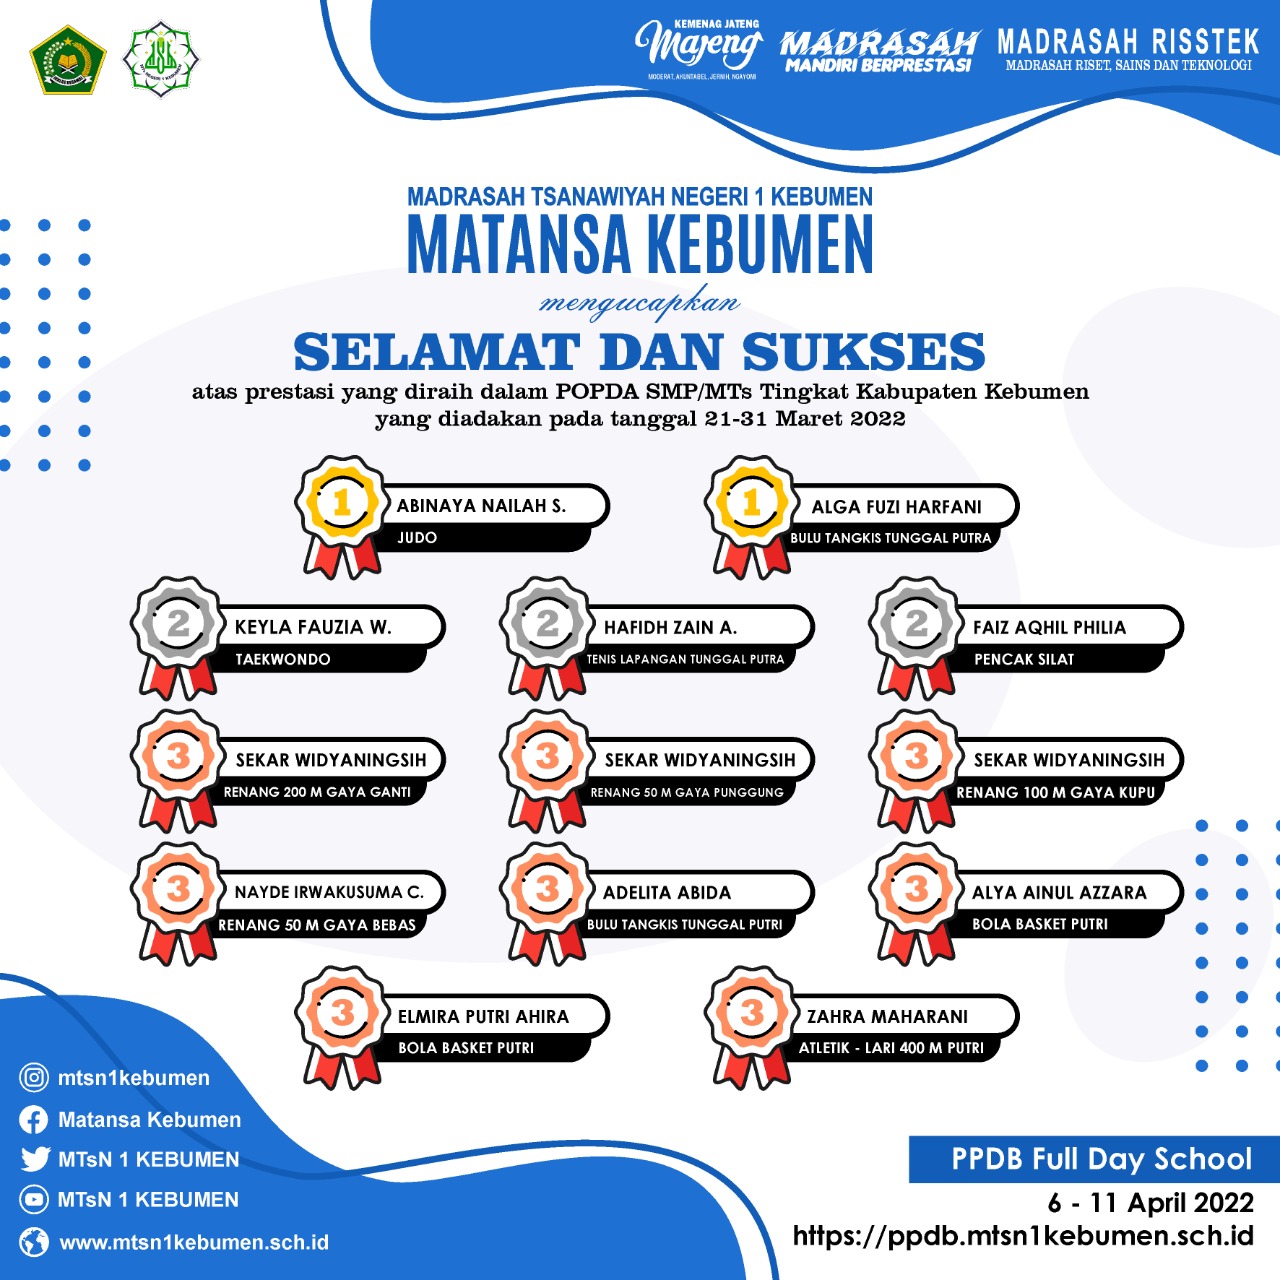 KEMENAG JATENG
Majeng
MODERAT, AKUNTABEL, JERNIH, NGAYOMI
MADRASAH
MANDIRI BERPRESTASI
MADRASAH RISSTEK
MADRASAH RISET, SAINS DAN TEKNOLOGI
MADRASAH TSANAWIYAH NEGERI 1 KEBUMEN
MATANSA KEBUMEN
mengucapkan
SELAMAT DAN SUKSES
atas prestasi yang diraih dalam POPDA SMP/MTs Tingkat Kabupaten Kebumen
yang diadakan pada tanggal 21-31 Maret 2022
1
ABINAYA NAILAH S.
JUDO
1
ALGA FUZI HARFANI
BULU TANGKIS TUNGGAL PUTRA
2
KEYLA FAUZIA W.
TAEKWONDO
2
HAFIDH ZAIN A.
TENIS LAPANGAN TUNGGAL PUTRA
2
FAIZ AQHIL PHILIA
PENCAK SILAT
3
SEKAR WIDYANINGSIH
RENANG 200 M GAYA GANTI
3
SEKAR WIDYANINGSIH
RENANG 50 M GAYA PUNGGUNG
3
SEKAR WIDYANINGSIH
RENANG 100 M GAYA KUPU
3
NAYDE IRWAKUSUMA C.
RENANG 50 M GAYA BEBAS
3
ADELITA ABIDA
BULU TANGKIS TUNGGAL PUTRI
3
ALYA AINUL AZZARA
BOLA BASKET PUTRI
3
ELMIRA PUTRI AHIRA
BOLA BASKET PUTRI
3
ZAHRA MAHARANI
ATLETIK - LARI 400 M PUTRI
mtsn1kebumen
Matansa Kebumen
MTsN 1 KEBUMEN
MTsN 1 KEBUMEN
www.mtsn1kebumen.sch.id
PPDB Full Day School
6 - 11 April 2022
https://ppdb.mtsn1kebumen.sch.id